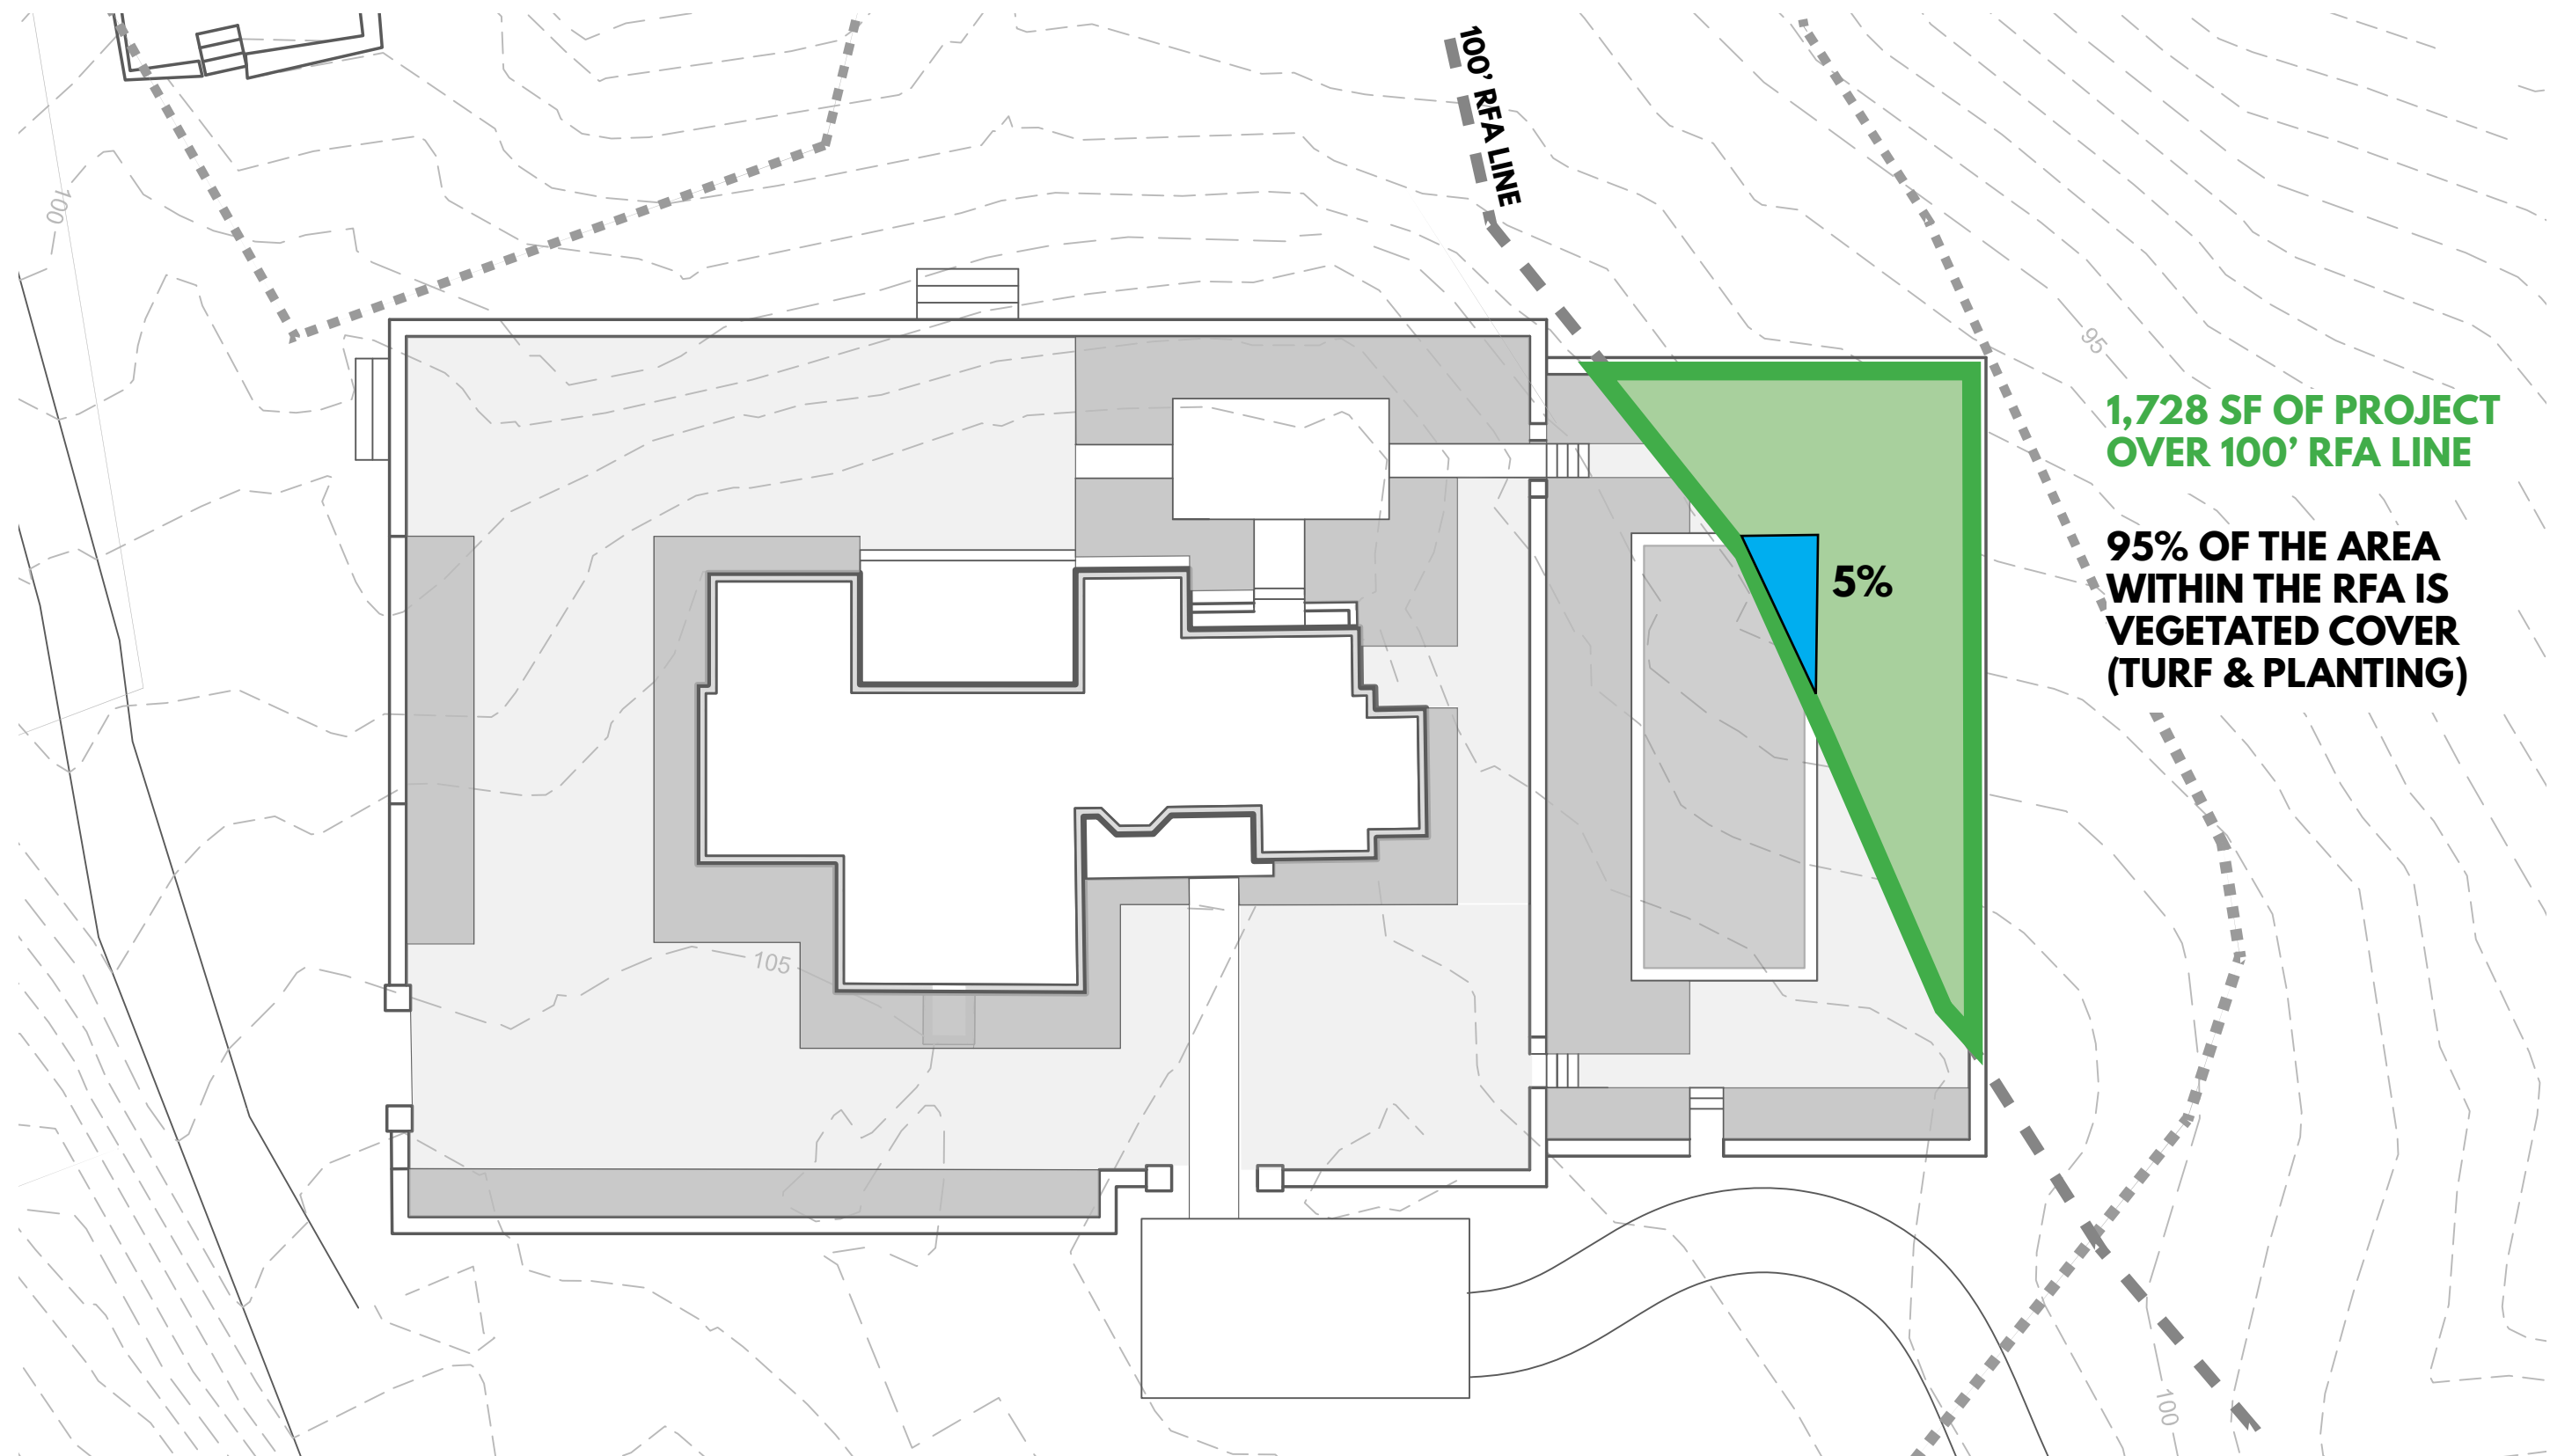 100’ RFA LINE
100
95
1,728 SF OF PROJECT
OVER 100’ RFA LINE
95% OF THE AREA
WITHIN THE RFA IS
VEGETATED COVER
(TURF & PLANTING)
5%
105
100